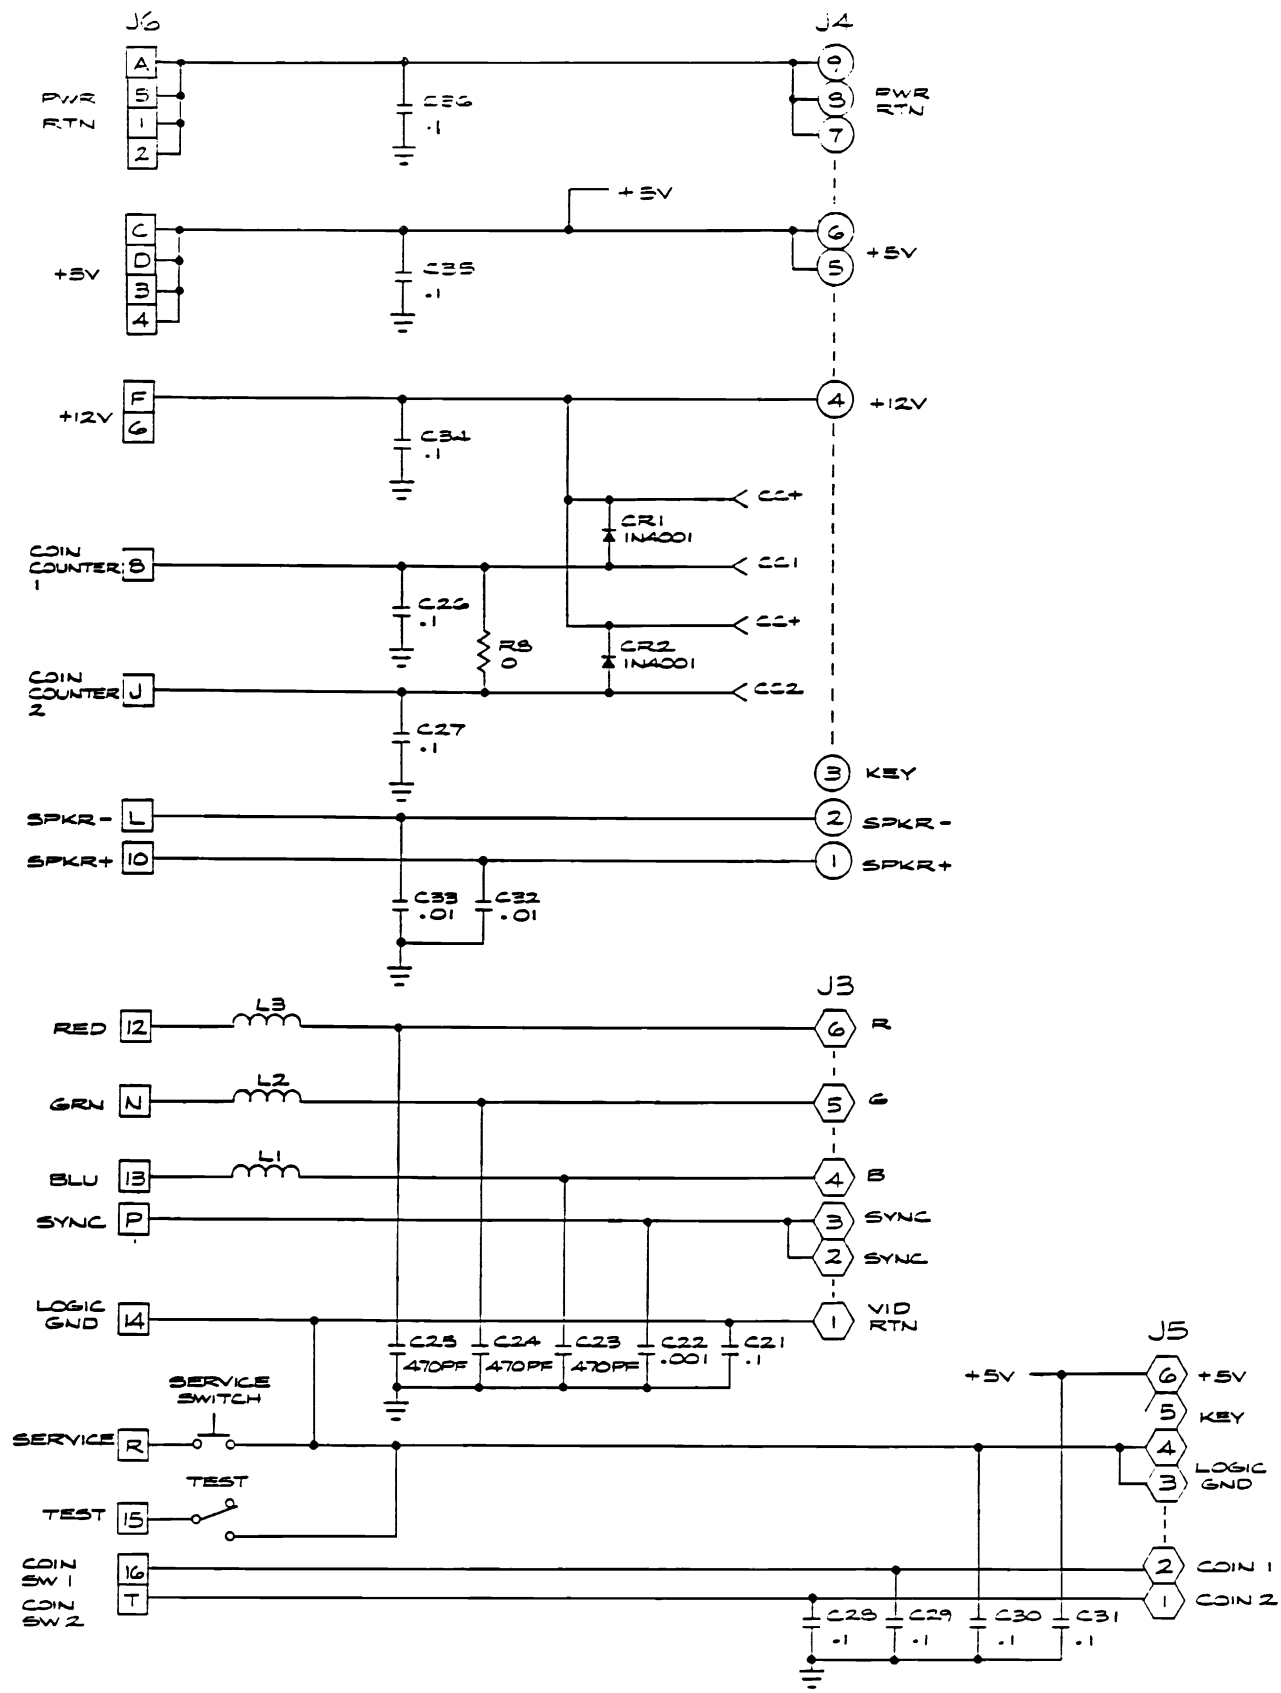 J6
J4
A
9
5
C36
8
PWR
PWR
.1
RTN
RTN
1
7
2
+5V
C
6
D
C35
5
+5V
+5V
3
.1
4
F
4
+12V
+12V
6
C34
.1
CC+
CR1
1N4001
COIN
COUNTER
1
8
CC1
C26
.1
CC+
R8
0
CR2
1N4001
COIN
COUNTER
2
J
CC2
C27
.1
3
KEY
SPKR-
L
2
SPKR-
SPKR+
10
1
SPKR+
C33
.01
C32
.01
J3
RED
12
L3
6
R
GRN
N
L2
5
G
BLU
13
L1
4
B
SYNC
P
3
SYNC
2
SYNC
LOGIC
GND
14
1
VID
RTN
C25
470PF
C24
470PF
C23
470PF
C22
.001
C21
.1
J5
+5V
6
+5V
SERVICE
SWITCH
5
KEY
SERVICE
R
4
TEST
3
LOGIC
GND
TEST
15
COIN
SW 1
16
2
COIN 1
COIN
SW 2
T
1
COIN 2
C28
.1
C29
.1
C30
.1
C31
.1